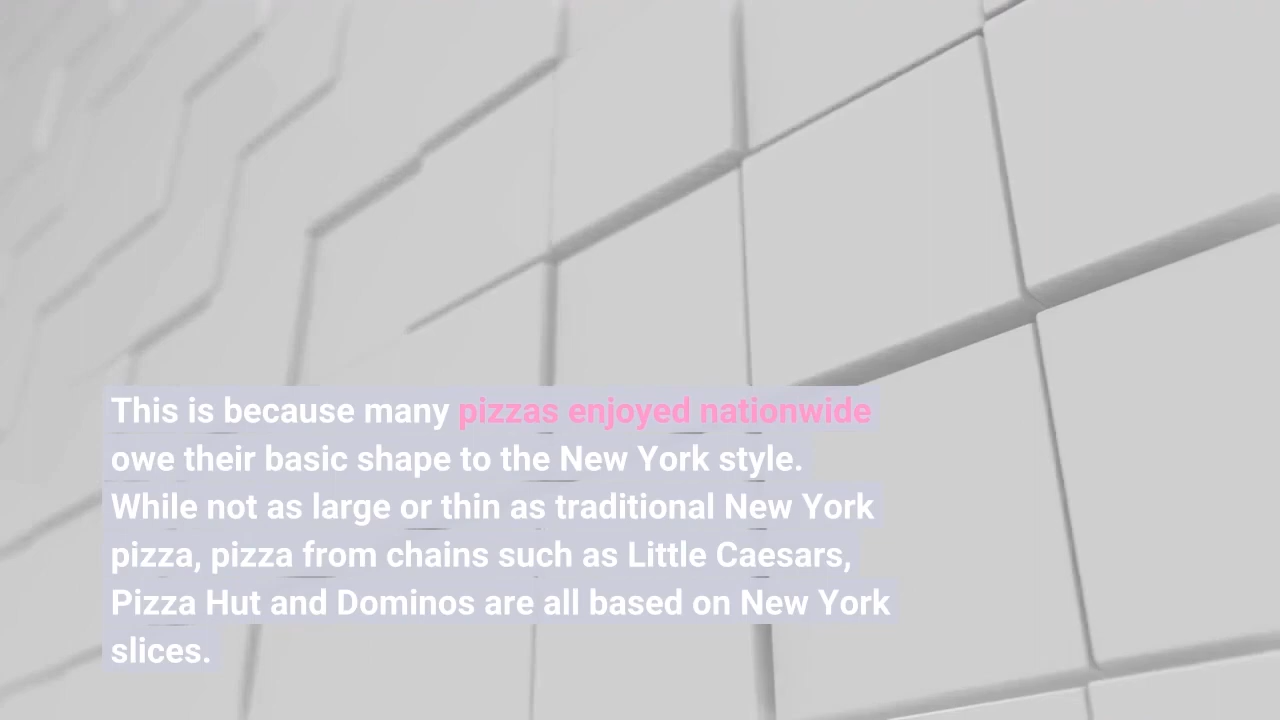 This is because many pizzas enjoyed nationwide
owe their basic shape to the New York style.
While not as large or thin as traditional New York
pizza, pizza from chains such as Little Caesars,
Pizza Hut and Dominos are all based on New York
slices.